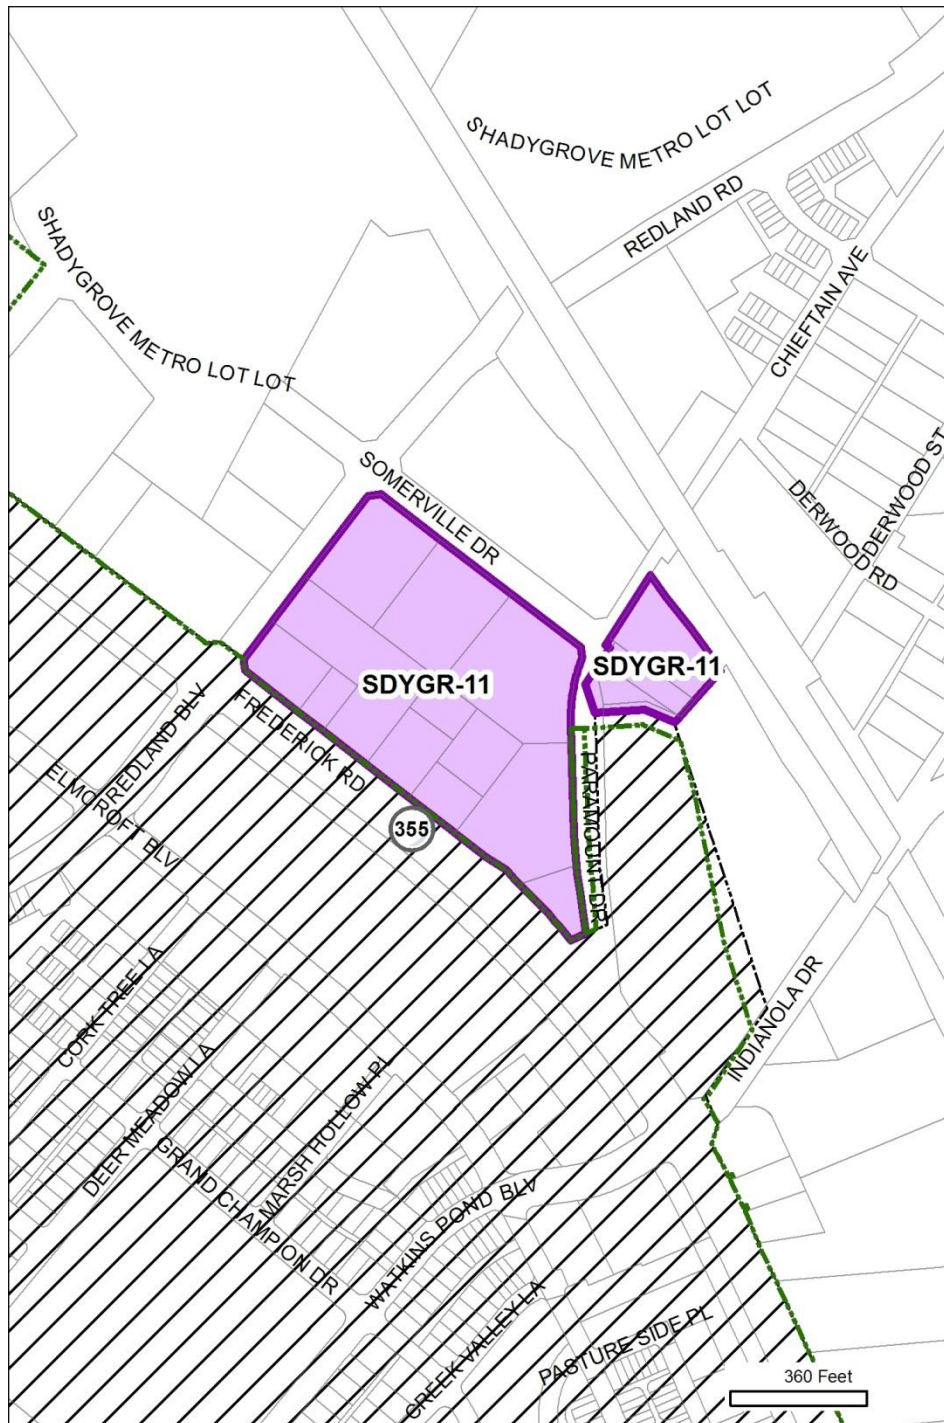 SHADYGROVE METRO LOT LOT
REDLAND RD
SHADYGROVE METRO LOT LOT
CHIEFTAIN AVE
SOMERVILLE DR
DERWOOD ST
DERWOOD RD
SDYGR-11
SDYGR-11
REDLAND BLV
FREDERICK RD
ELMCROFT BLV
355
PARAMOUNT DR
CORK TREE LA
INDIANOLA DR
DEER MEADOW LA
MARSH HOLLOW PL
GRAND CHAMPION DR
WATKINS POND BLV
CREEK VALLEY LA
PASTURE SIDE PL
360 Feet